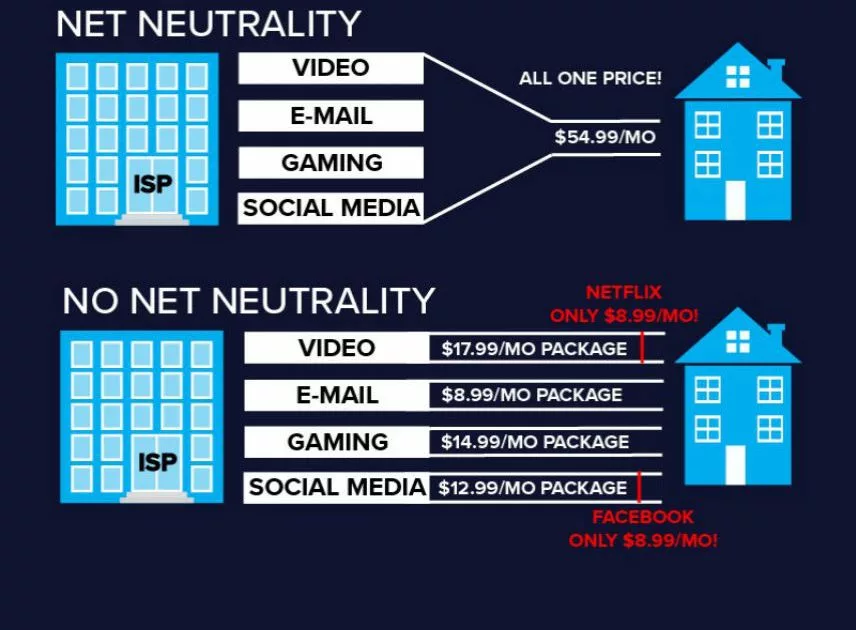 NET NEUTRALITY
ISP
VIDEO
E-MAIL
GAMING
SOCIAL MEDIA
ALL ONE PRICE!
$54.99/MO
NO NET NEUTRALITY
ISP
NETFLIX
ONLY $8.99/MO!
VIDEO $17.99/MO PACKAGE
E-MAIL $8.99/MO PACKAGE
GAMING $14.99/MO PACKAGE
SOCIAL MEDIA $12.99/MO PACKAGE
FACEBOOK
ONLY $8.99/MO!